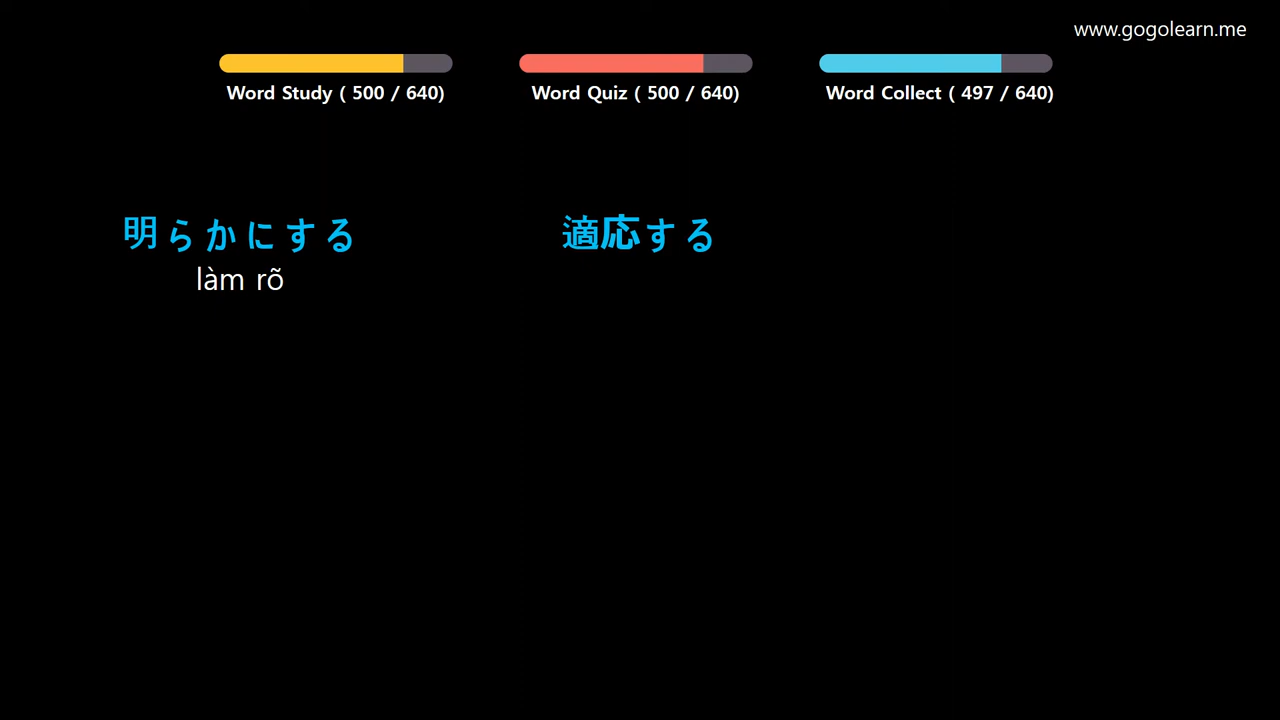 www.gogolearn.me
Word Study ( 500 / 640)
Word Quiz ( 500 / 640)
Word Collect ( 497 / 640)
明らかにする
làm rõ
適応する